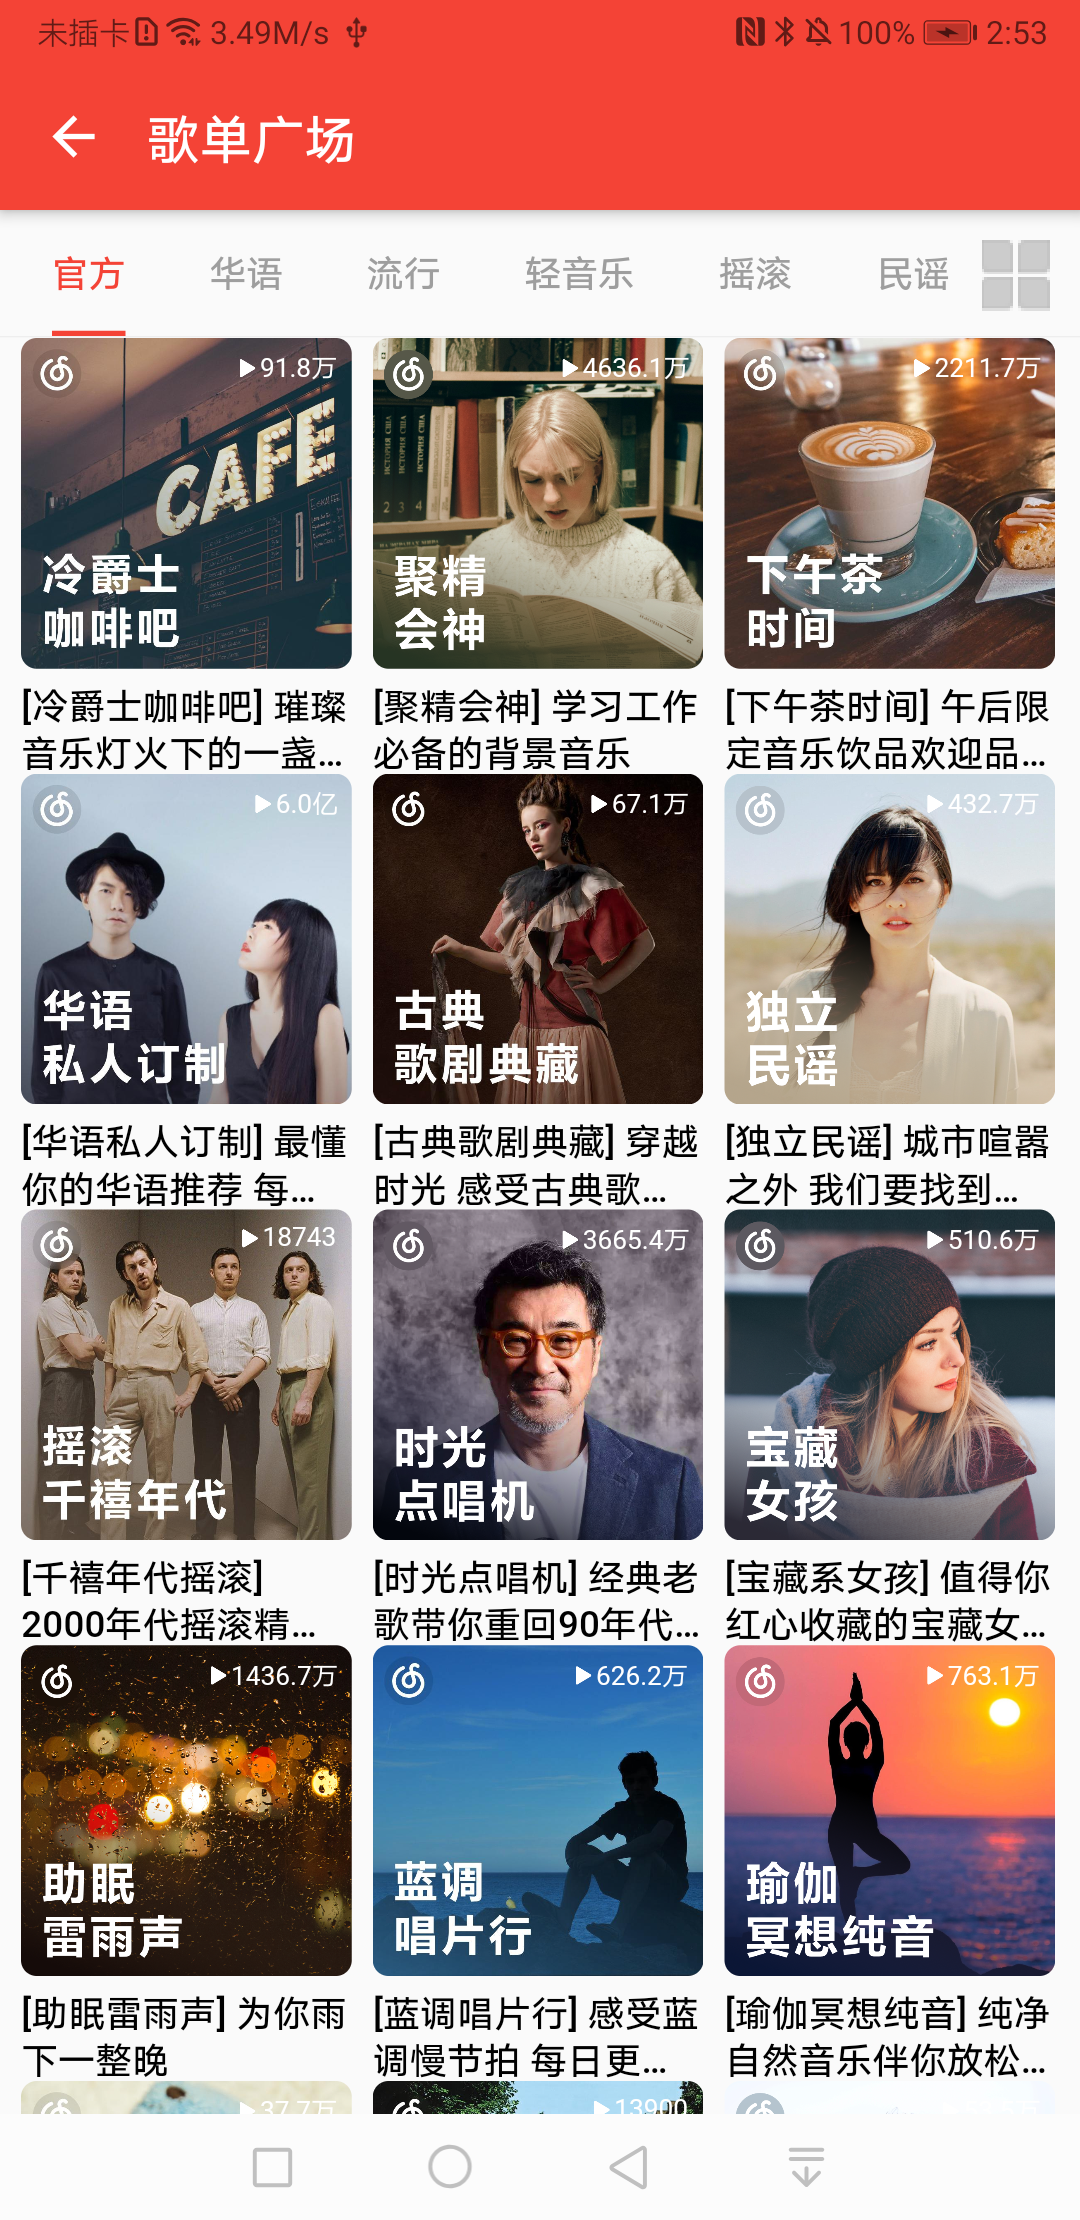 未插卡 3.49M/s 100% 2:53
歌单广场
官方 华语 流行 轻音乐 摇滚 民谣
91.8万 4636.1万 2211.7万
CAFE
冷爵士 聚精 下午茶
咖啡吧 会神 时间
[冷爵士咖啡吧] 璀璨 [聚精会神] 学习工作 [下午茶时间] 午后限
音乐灯火下的一盏... 必备的背景音乐 定音乐饮品欢迎品...
6.0亿 67.1万 432.7万
华语 古典 独立
私人订制 歌剧典藏 民谣
[华语私人订制] 最懂 [古典歌剧典藏] 穿越 [独立民谣] 城市喧嚣
你的华语推荐 每... 时光 感受古典歌... 之外 我们要找到...
18743 3665.4万 510.6万
摇滚 时光 宝藏
千禧年代 点唱机 女孩
[千禧年代摇滚] [时光点唱机] 经典老 [宝藏系女孩] 值得你
2000年代摇滚精... 歌带你重回90年代... 红心收藏的宝藏女...
1436.7万 626.2万 763.1万
助眠 蓝调 瑜伽
雷雨声 唱片行 冥想纯音
[助眠雷雨声] 为你雨 [蓝调唱片行] 感受蓝 [瑜伽冥想纯音] 纯净
下一整晚 调慢节拍 每日更... 自然音乐伴你放松...
37.7万 13900